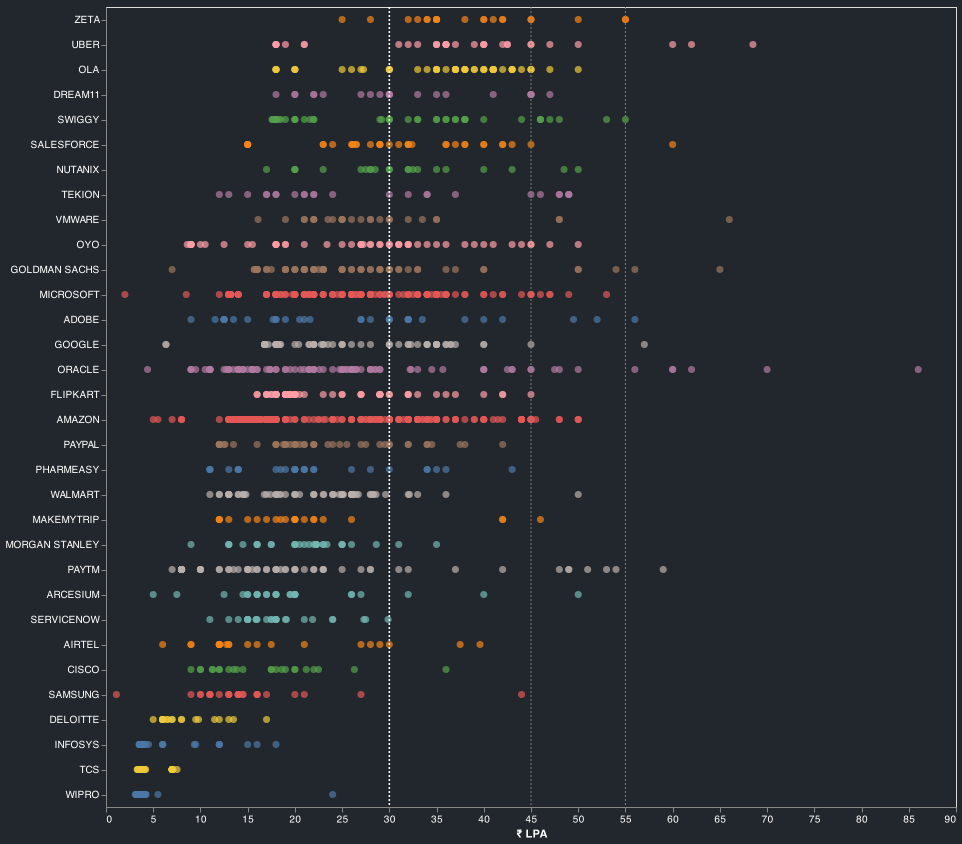 ZETA
UBER
OLA
DREAM11
SWIGGY
SALESFORCE
NUTANIX
TEKION
VMWARE
OYO
GOLDMAN SACHS
MICROSOFT
ADOBE
GOOGLE
ORACLE
FLIPKART
AMAZON
PAYPAL
PHARMEASY
WALMART
MAKEMYTRIP
MORGAN STANLEY
PAYTM
ARCESIUM
SERVICENOW
AIRTEL
CISCO
SAMSUNG
DELOITTE
INFOSYS
TCS
WIPRO
0 5 10 15 20 25 30 35 40 45 50 55 60 65 70 75 80 85 90
₹ LPA